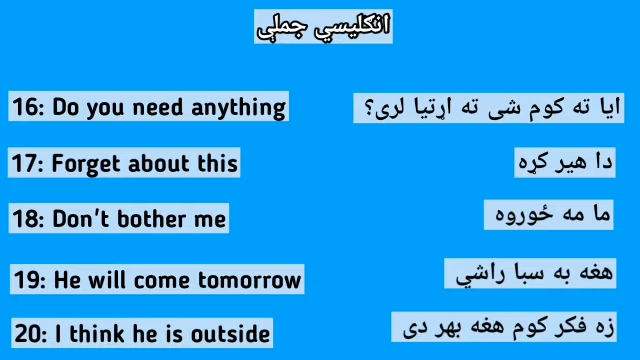 انګلیسي جملې
16: Do you need anything
ایا ته کوم شی ته اړتیا لری؟
17: Forget about this
دا هیر کړه
18: Don't bother me
ما مه ځوروه
19: He will come tomorrow
هغه به سبا راشي
20: I think he is outside
زه فکر کوم هغه بهر دی